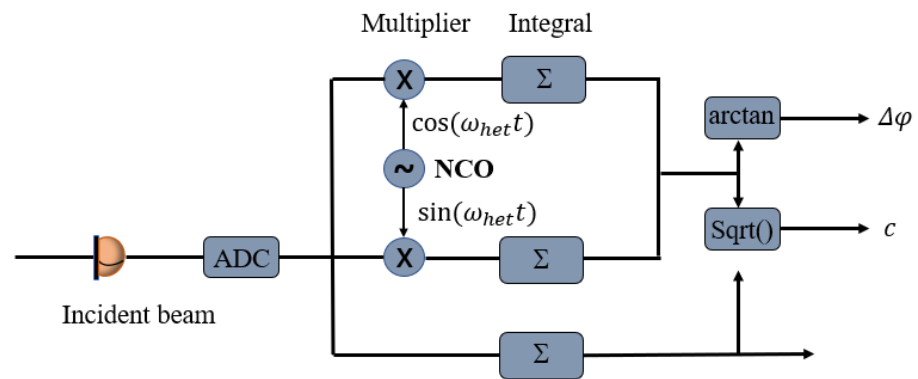 Multiplier Integral
X Σ
cos(ω_het t)
arctan Δφ
~ NCO
sin(ω_het t)
Sqrt() c
ADC X Σ
Incident beam
Σ